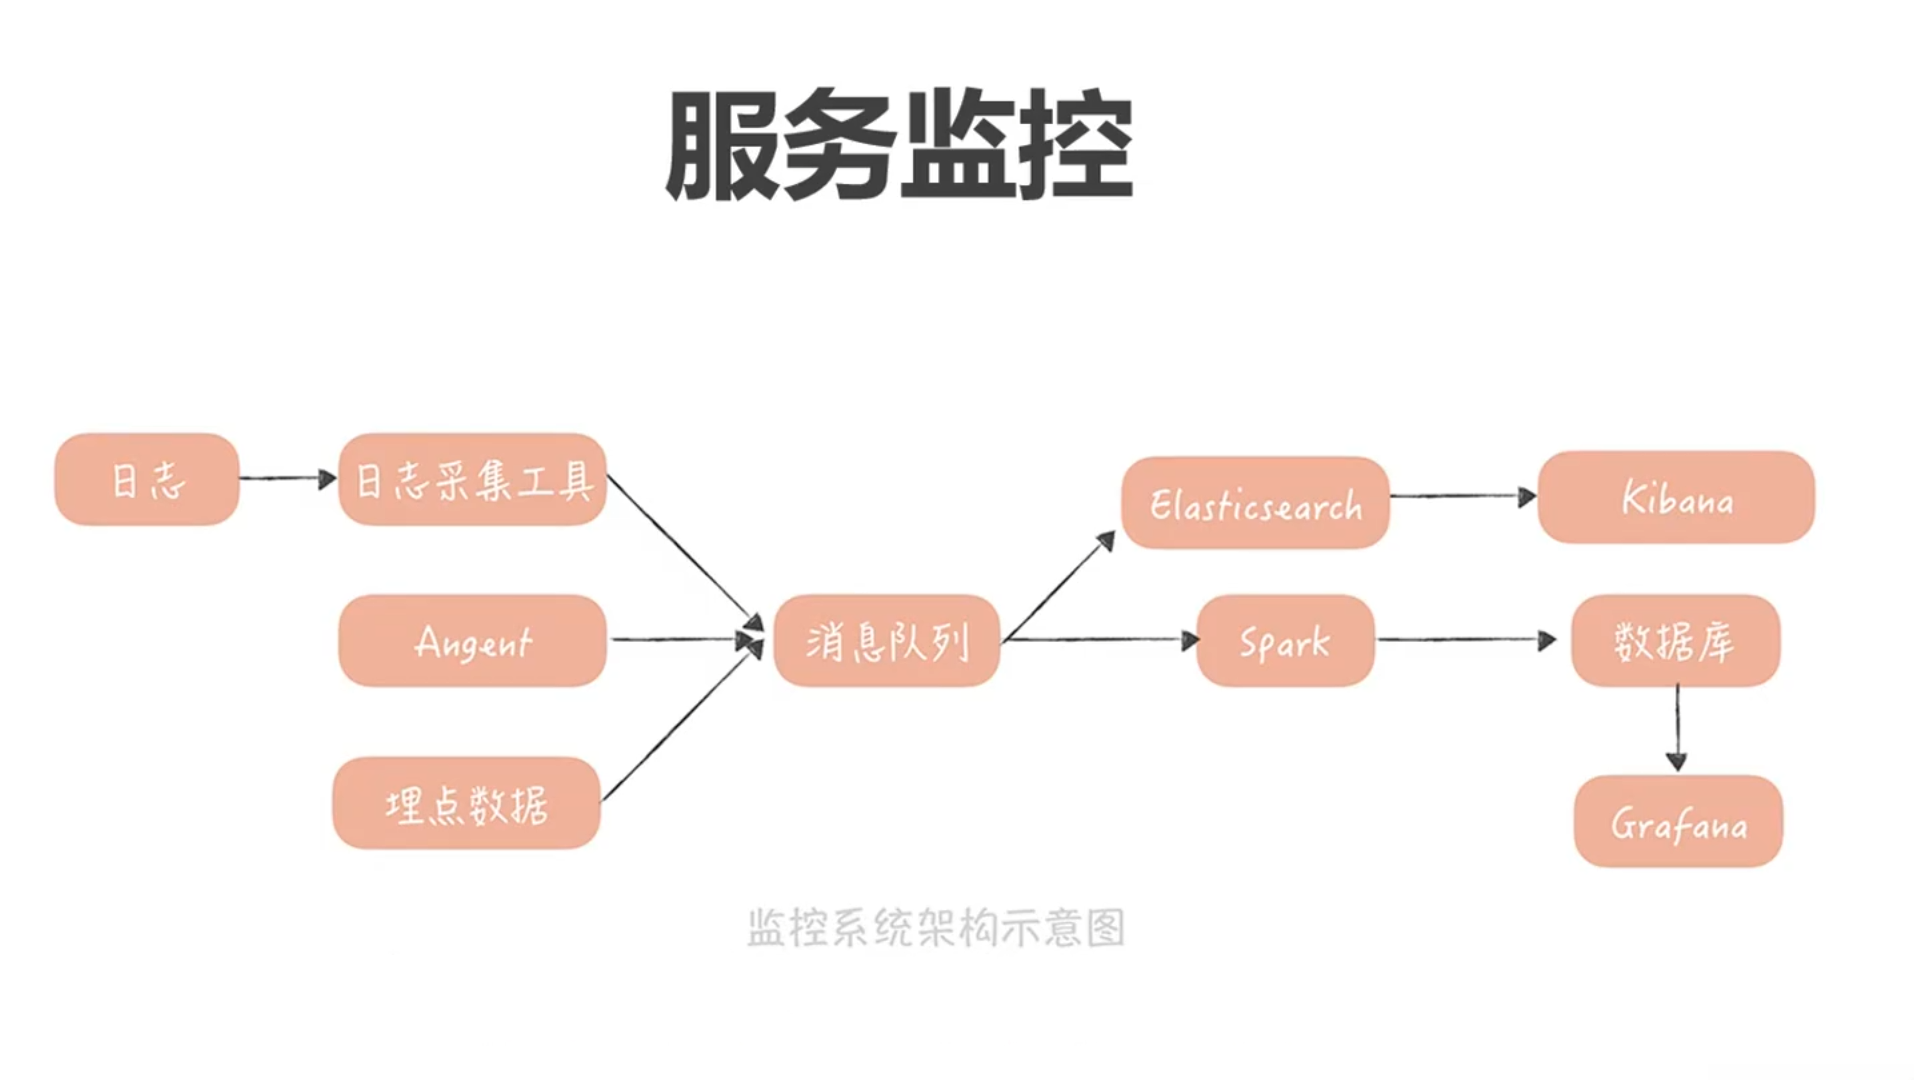 服务监控
日志
日志采集工具
Angent
埋点数据
消息队列
Elasticsearch
Kibana
Spark
数据库
Grafana
监控系统架构示意图